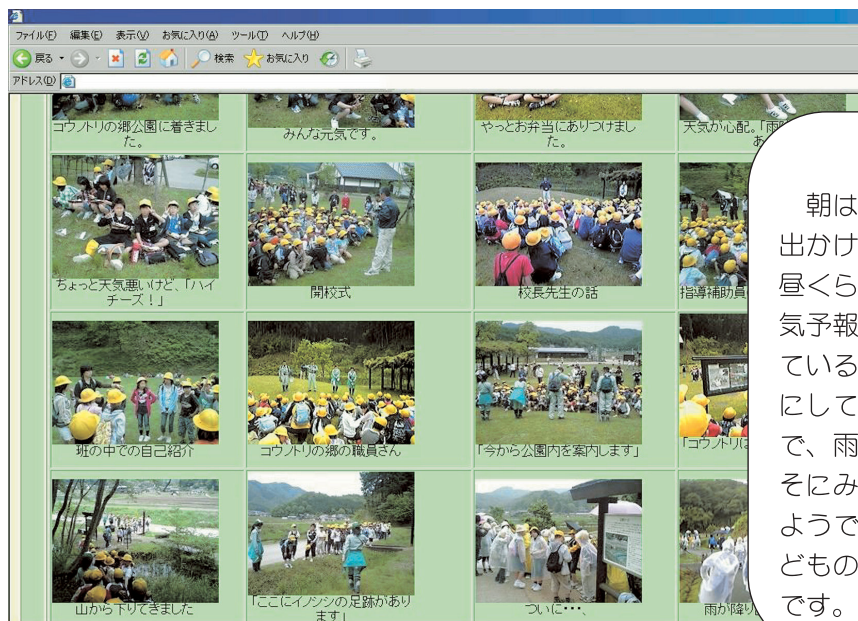 ファイル(F) 編集(E) 表示(V) お気に入り(A) ツール(T) ヘルプ(H)
戻る 検索 お気に入り
アドレス(D)
コウノトリの郷公園に着きまし
た。
みんな元気です。
やっとお弁当にありつけまし
た。
天気が心配。「雨
あ
ちょっと天気悪いけど、「ハイ
チーズ！」
開校式
校長先生の話
指導補助員
班の中での自己紹介
コウノトリの郷の職員さん
「今から公園内を案内します」
「コウノトリは
山から下りてきました
「ここにイノシシの足跡があり
ます」
ついに・・・、
雨が降り
朝は
出かけ
昼くら
気予報
ている
にして
で、雨
そにみ
ようで
どもの
です。